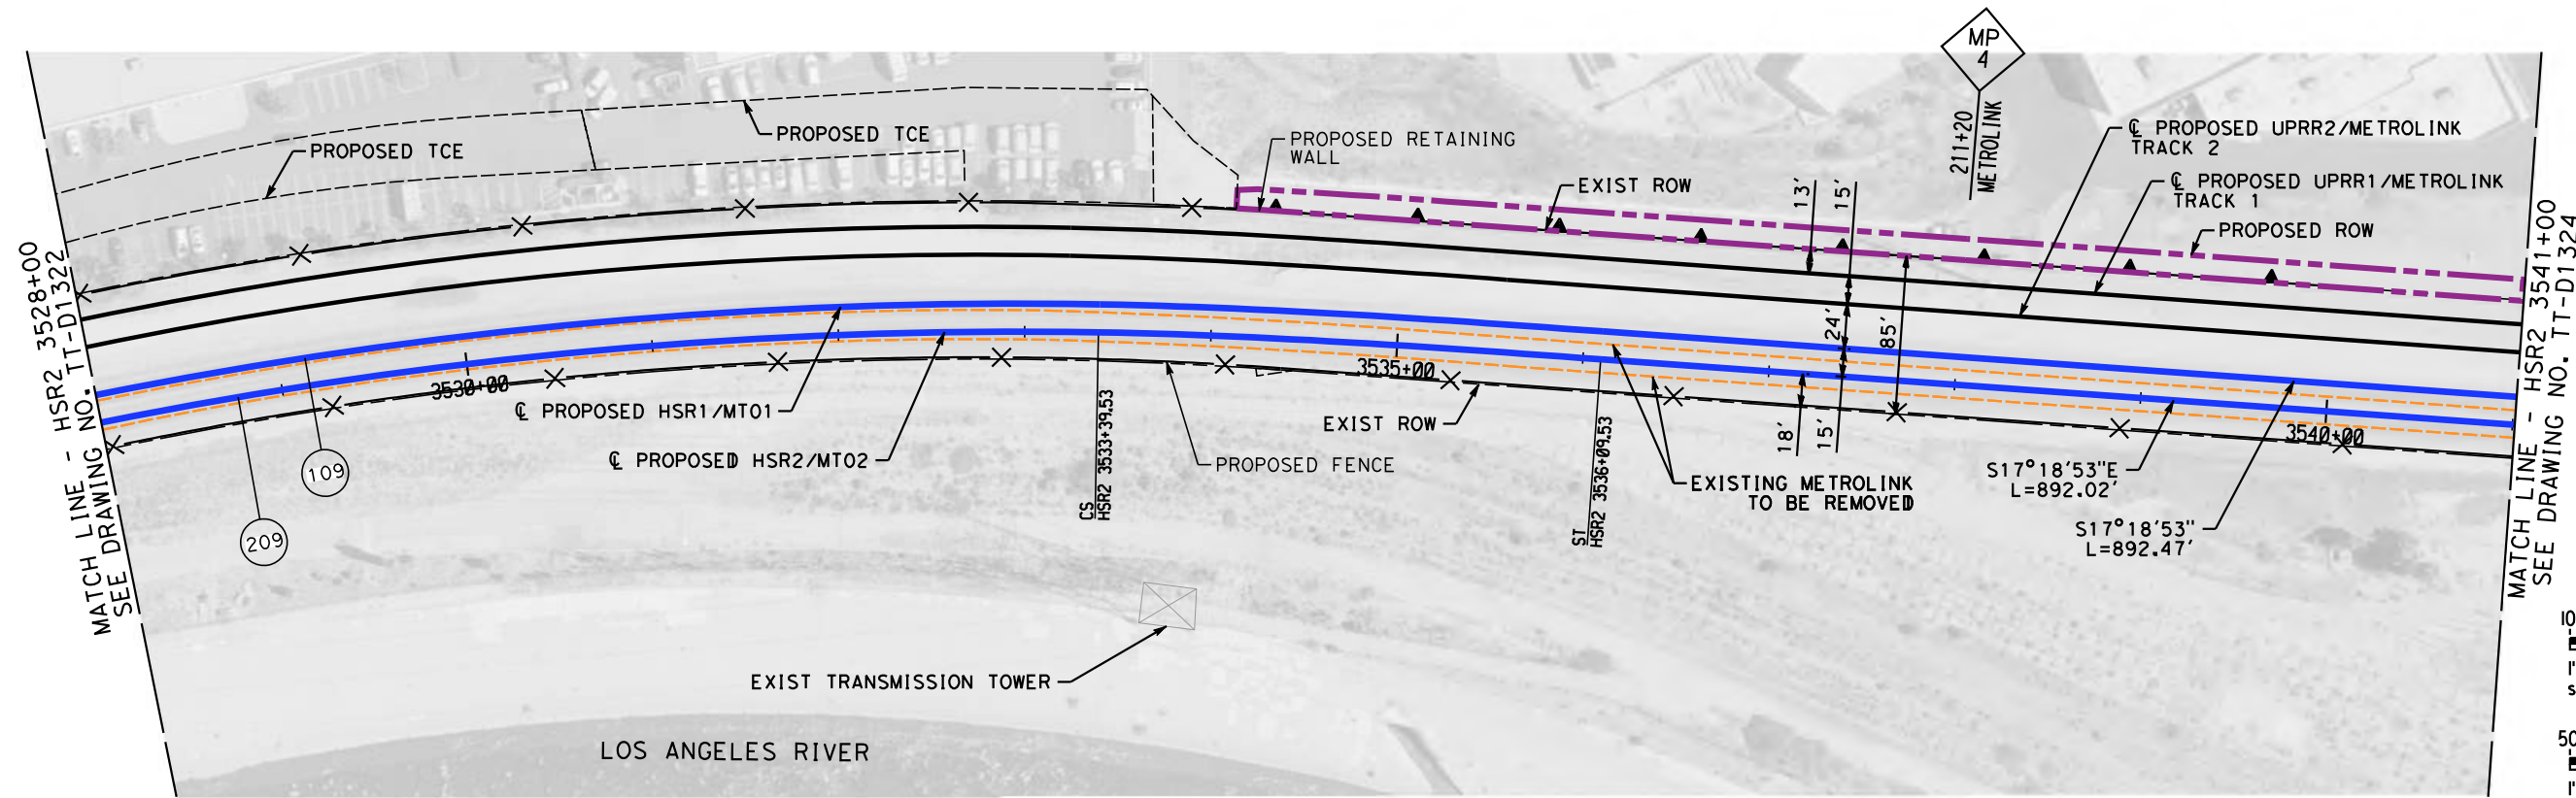 MP
4
211+20
METROLINK
PROPOSED TCE
PROPOSED TCE
PROPOSED RETAINING
WALL
EXIST ROW
13'
15'
℄ PROPOSED UPRR2/METROLINK
TRACK 2
℄ PROPOSED UPRR1/METROLINK
TRACK 1
PROPOSED ROW
MATCH LINE - HSR2 3528+00
SEE DRAWING NO. TT-D1322
24'
85'
3530+00
3535+00
3540+00
℄ PROPOSED HSR1/MT01
℄ PROPOSED HSR2/MT02
109
209
CS
HSR2 3533+39.53
PROPOSED FENCE
EXIST ROW
ST
HSR2 3536+09.53
18'
15'
EXISTING METROLINK
TO BE REMOVED
S17°18'53"E
L=892.02'
S17°18'53"
L=892.47'
MATCH LINE - HSR2 3541+00
SEE DRAWING NO. TT-D1324
EXIST TRANSMISSION TOWER
LOS ANGELES RIVER
10
50